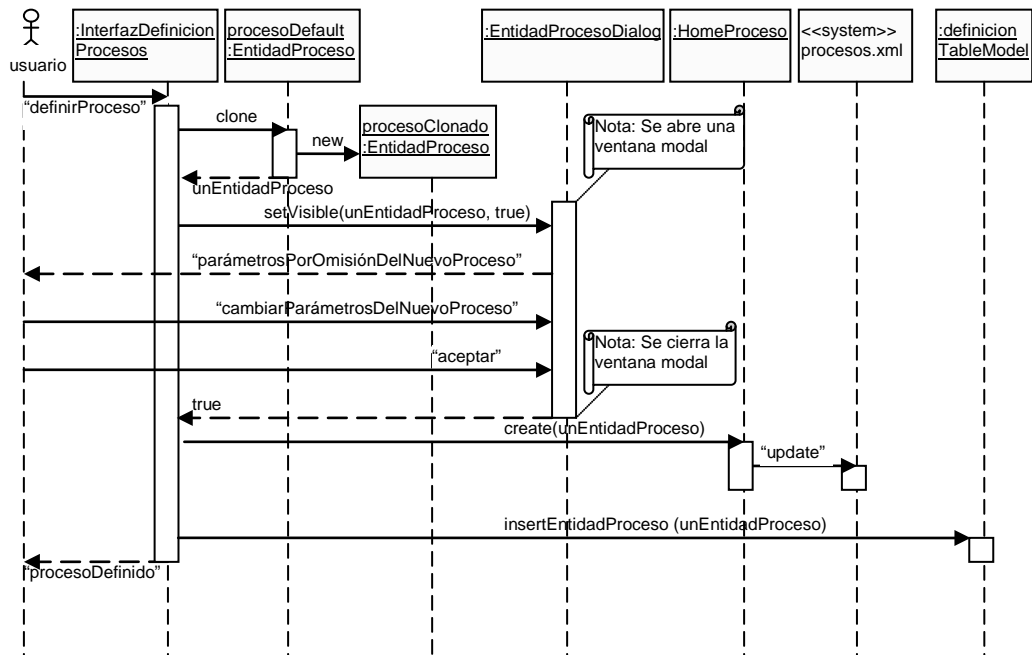 :InterfazDefinicion
Procesos
procesoDefault
:EntidadProceso
:EntidadProcesoDialog
:HomeProceso
<<system>>
procesos.xml
:definicion
TableModel
usuario
“definirProceso”
clone
new
procesoClonado
:EntidadProceso
Nota: Se abre una
ventana modal
unEntidadProceso
setVisible(unEntidadProceso, true)
“parámetrosPorOmisiónDelNuevoProceso”
“cambiarParámetrosDelNuevoProceso”
Nota: Se cierra la
ventana modal
“aceptar”
true
create(unEntidadProceso)
“update”
insertEntidadProceso (unEntidadProceso)
“procesoDefinido”